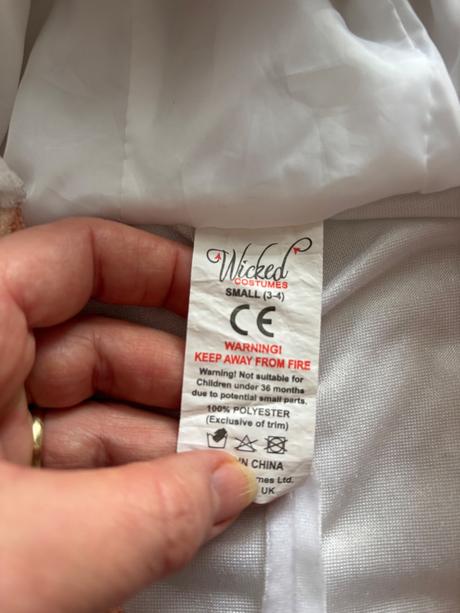 Wicked
COSTUMES
SMALL (3-4)
CE
WARNING!
KEEP AWAY FROM FIRE
Warning! Not suitable for
Children under 36 months
due to potential small parts.
100% POLYESTER
(Exclusive of trim)
IN CHINA
Ltd.
UK